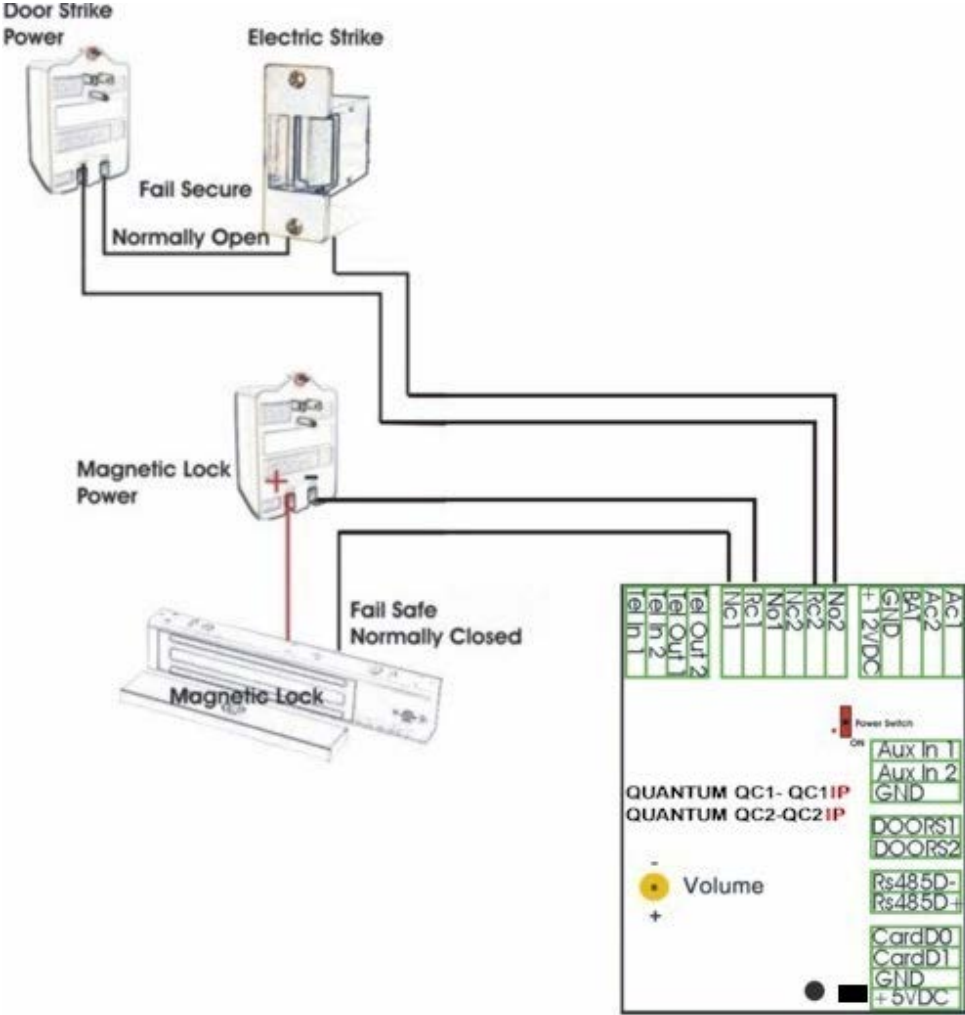 Door Strike
Power
Electric Strike
Fail Secure
Normally Open
Magnetic Lock
Power
+
-
Fail Safe
Normally Closed
Magnetic Lock
Tel In 1
Tel In 2
Tel Out 1
Tel Out 2
Nc1
Rc1
No1
Nc2
Rc2
No2
+12VDC
GND
BAT
Ac2
Ac1
Power Switch
ON
Aux In 1
Aux In 2
GND
QUANTUM QC1- QC1IP
QUANTUM QC2-QC2IP
DOORS1
DOORS2
-
Volume
+
Rs485D-
Rs485D+
CardD0
CardD1
GND
+5VDC